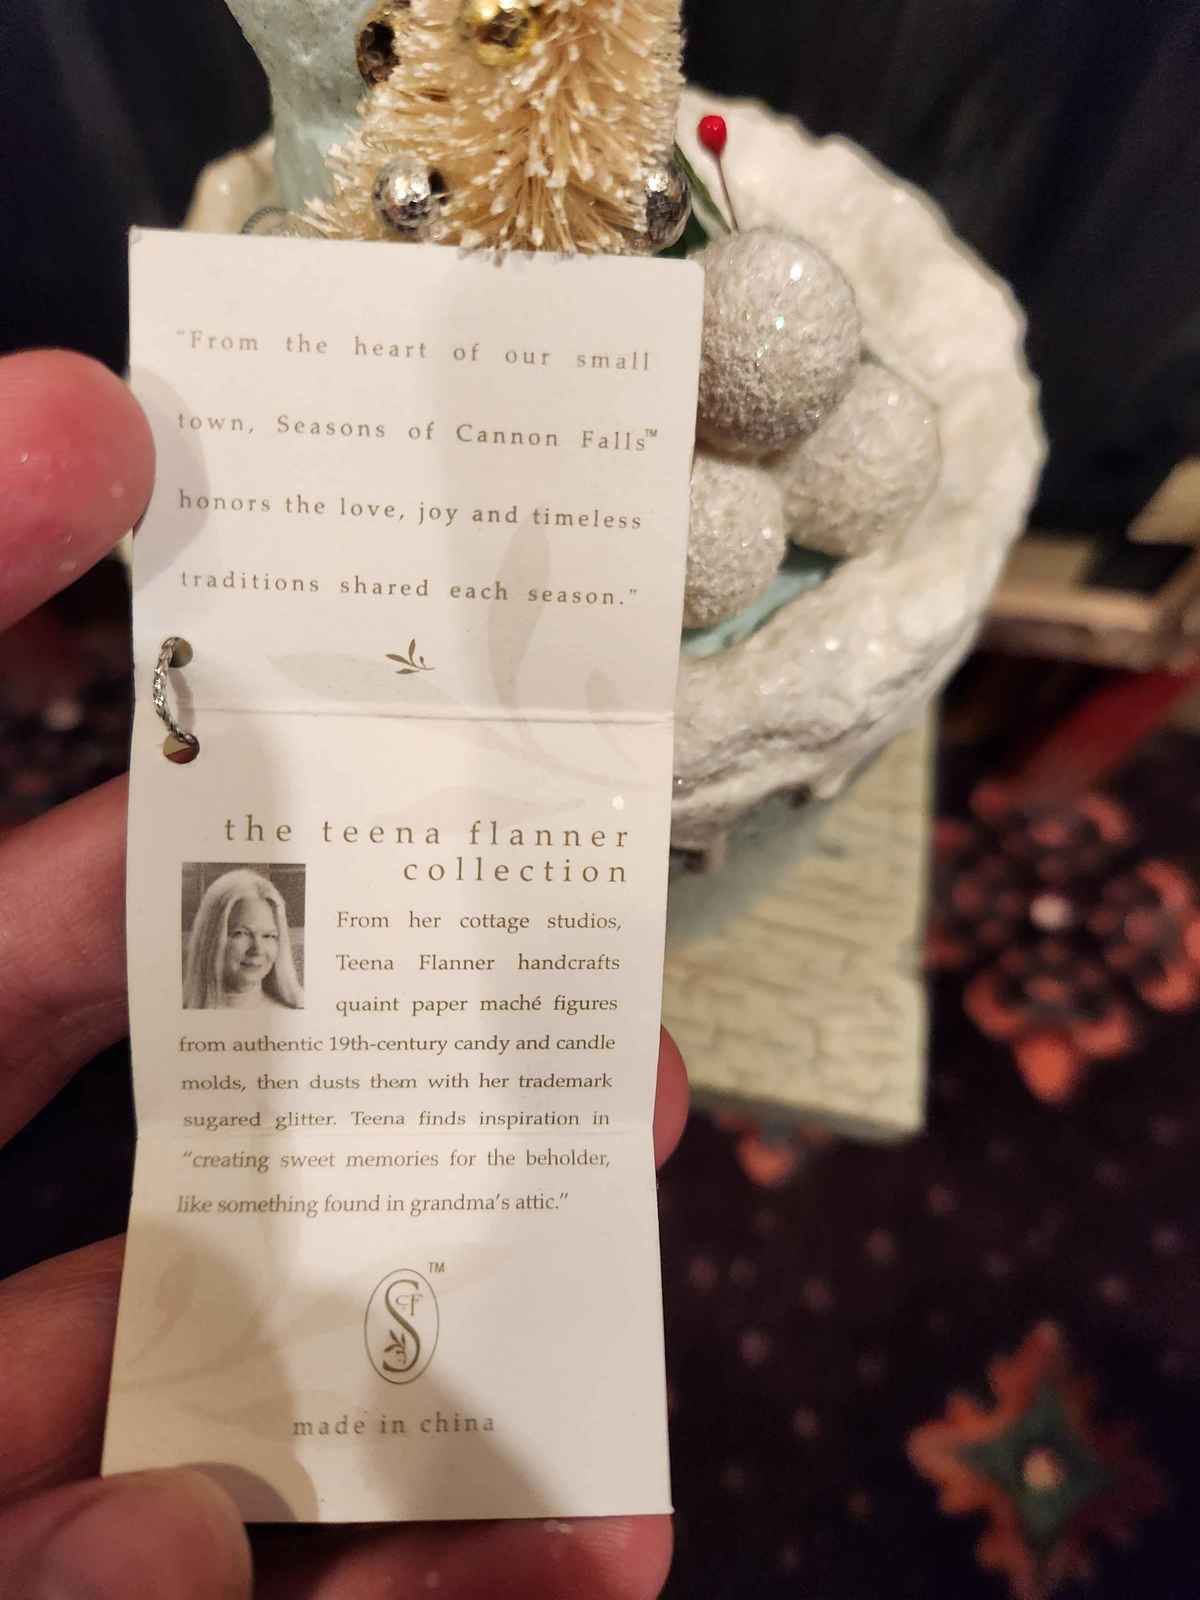 "From the heart of our small
town, Seasons of Cannon Falls™
honors the love, joy and timeless
traditions shared each season."
the teena flanner
collection
From her cottage studios,
Teena Flanner handcrafts
quaint paper maché figures
from authentic 19th-century candy and candle
molds, then dusts them with her trademark
sugared glitter. Teena finds inspiration in
"creating sweet memories for the beholder,
like something found in grandma's attic."
SCF™
made in china